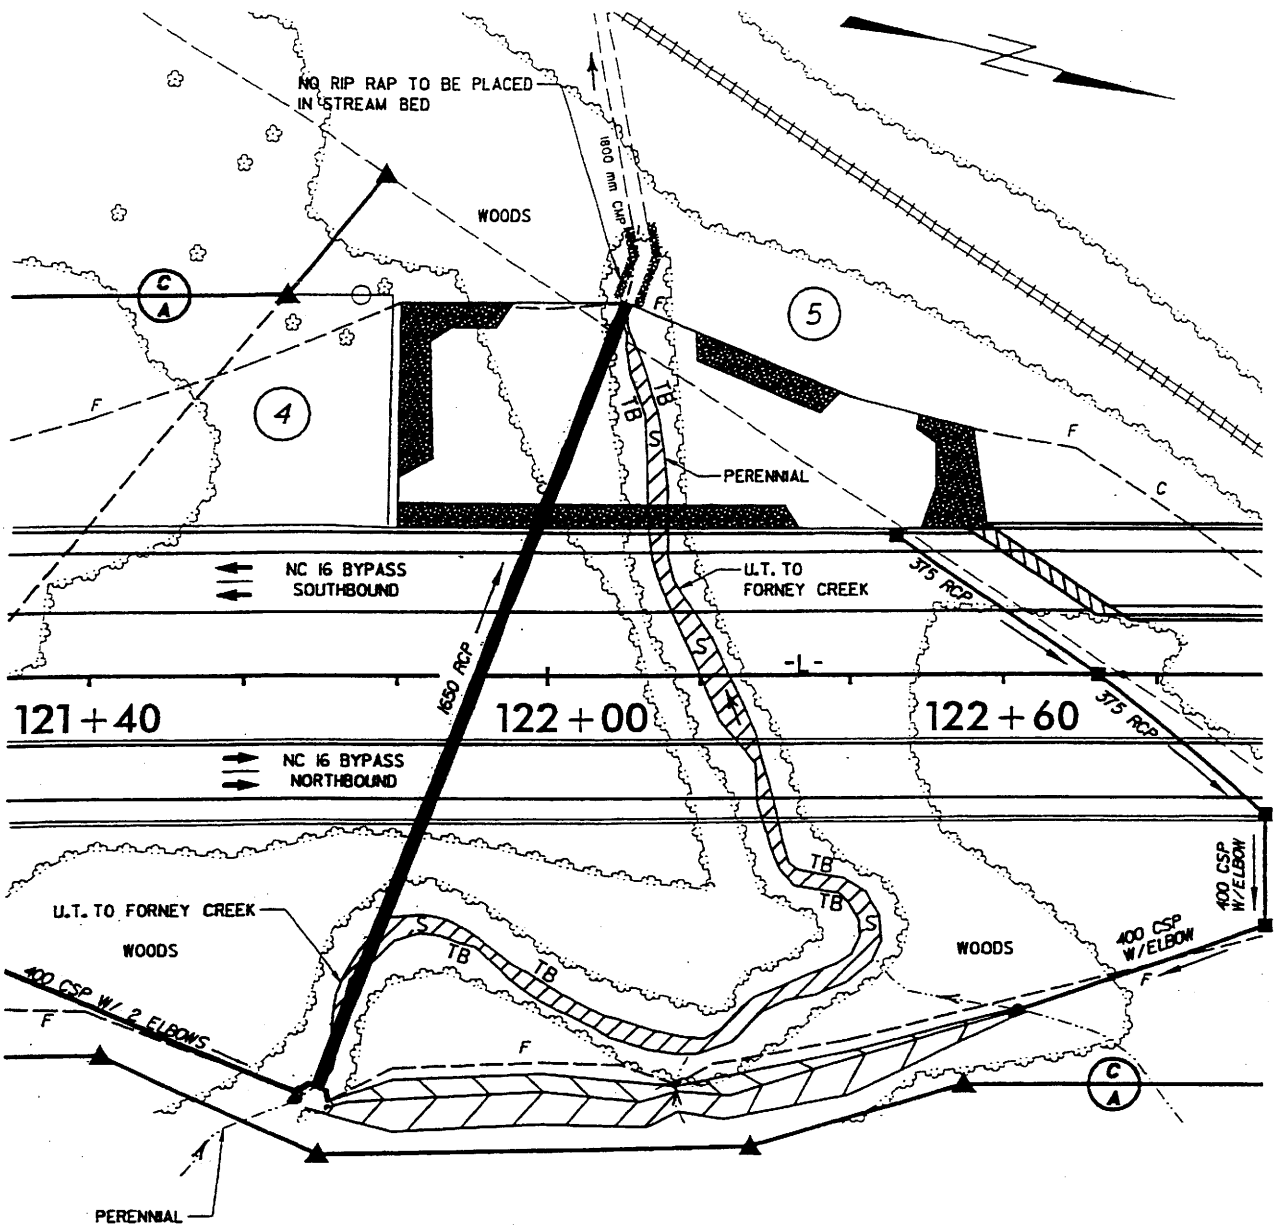 NO RIP RAP TO BE PLACED
IN STREAM BED
1800 mm CMP
WOODS
C
A
5
F
F
4
TB
TB
S
F
PERENNIAL
C
NC 16 BYPASS
SOUTHBOUND
U.T. TO
FORNEY CREEK
375 RCP
1650 RCP
S
-L-
121+40
122+00
122+60
375 RCP
NC 16 BYPASS
NORTHBOUND
TB
TB
400 CSP
W/ELBOW
U.T. TO FORNEY CREEK
WOODS
S
TB
TB
S
WOODS
400 CSP
W/ELBOW
F
400 CSP W/ 2 ELBOWS
F
F
C
A
PERENNIAL